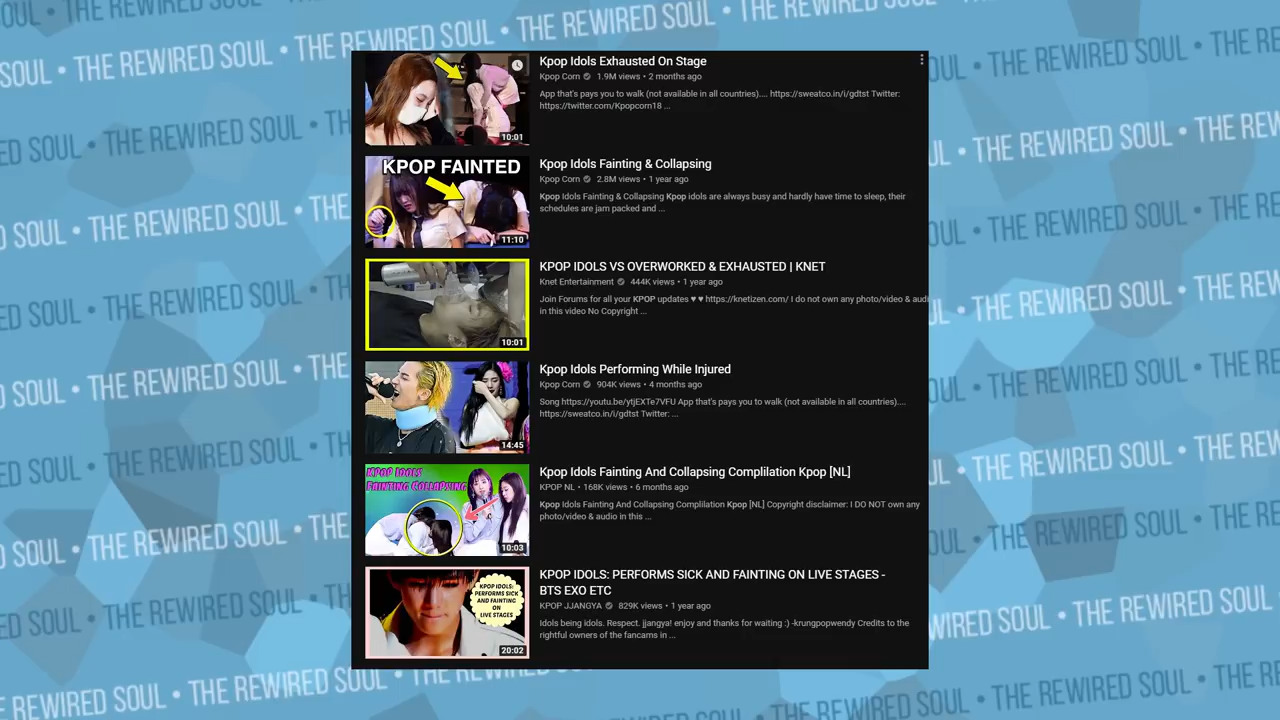 THE REWIRED SOUL • THE REWIRED SOUL • THE REWIRED SOUL
Kpop Idols Exhausted On Stage
Kpop Corn 1.9M views • 2 months ago
App that's pays you to walk (not available in all countries).... https://sweatco.in/i/gdtst Twitter:
https://twitter.com/Kpopcorn18 ...
10:01
KPOP FAINTED
11:10
Kpop Idols Fainting & Collapsing
Kpop Corn 2.8M views • 1 year ago
Kpop Idols Fainting & Collapsing Kpop idols are always busy and hardly have time to sleep, their
schedules are jam packed and ...
10:01
KPOP IDOLS VS OVERWORKED & EXHAUSTED | KNET
Knet Entertainment 444K views • 1 year ago
Join Forums for all your KPOP updates ♥ ♥ https://knetizen.com/ I do not own any photo/video & audi
in this video No Copyright ...
14:45
Kpop Idols Performing While Injured
Kpop Corn 904K views • 4 months ago
Song https://youtu.be/ytjEXTe7VFU App that's pays you to walk (not available in all countries)....
https://sweatco.in/i/gdtst Twitter: ...
KPOP IDOLS
FAINTING COLLAPSING
10:03
Kpop Idols Fainting And Collapsing Complilation Kpop [NL]
KPOP NL • 168K views • 6 months ago
Kpop Idols Fainting And Collapsing Complilation Kpop [NL] Copyright disclaimer: I DO NOT own any
photo/video & audio in this ...
KPOP IDOLS:
PERFORMS SICK
AND FAINTING
ON
LIVE STAGES
20:02
KPOP IDOLS: PERFORMS SICK AND FAINTING ON LIVE STAGES -
BTS EXO ETC
KPOP JJANGYA 829K views • 1 year ago
Idols being idols. Respect. jjangya! enjoy and thanks for waiting :) -krungpopwendy Credits to the
rightful owners of the fancams in ...